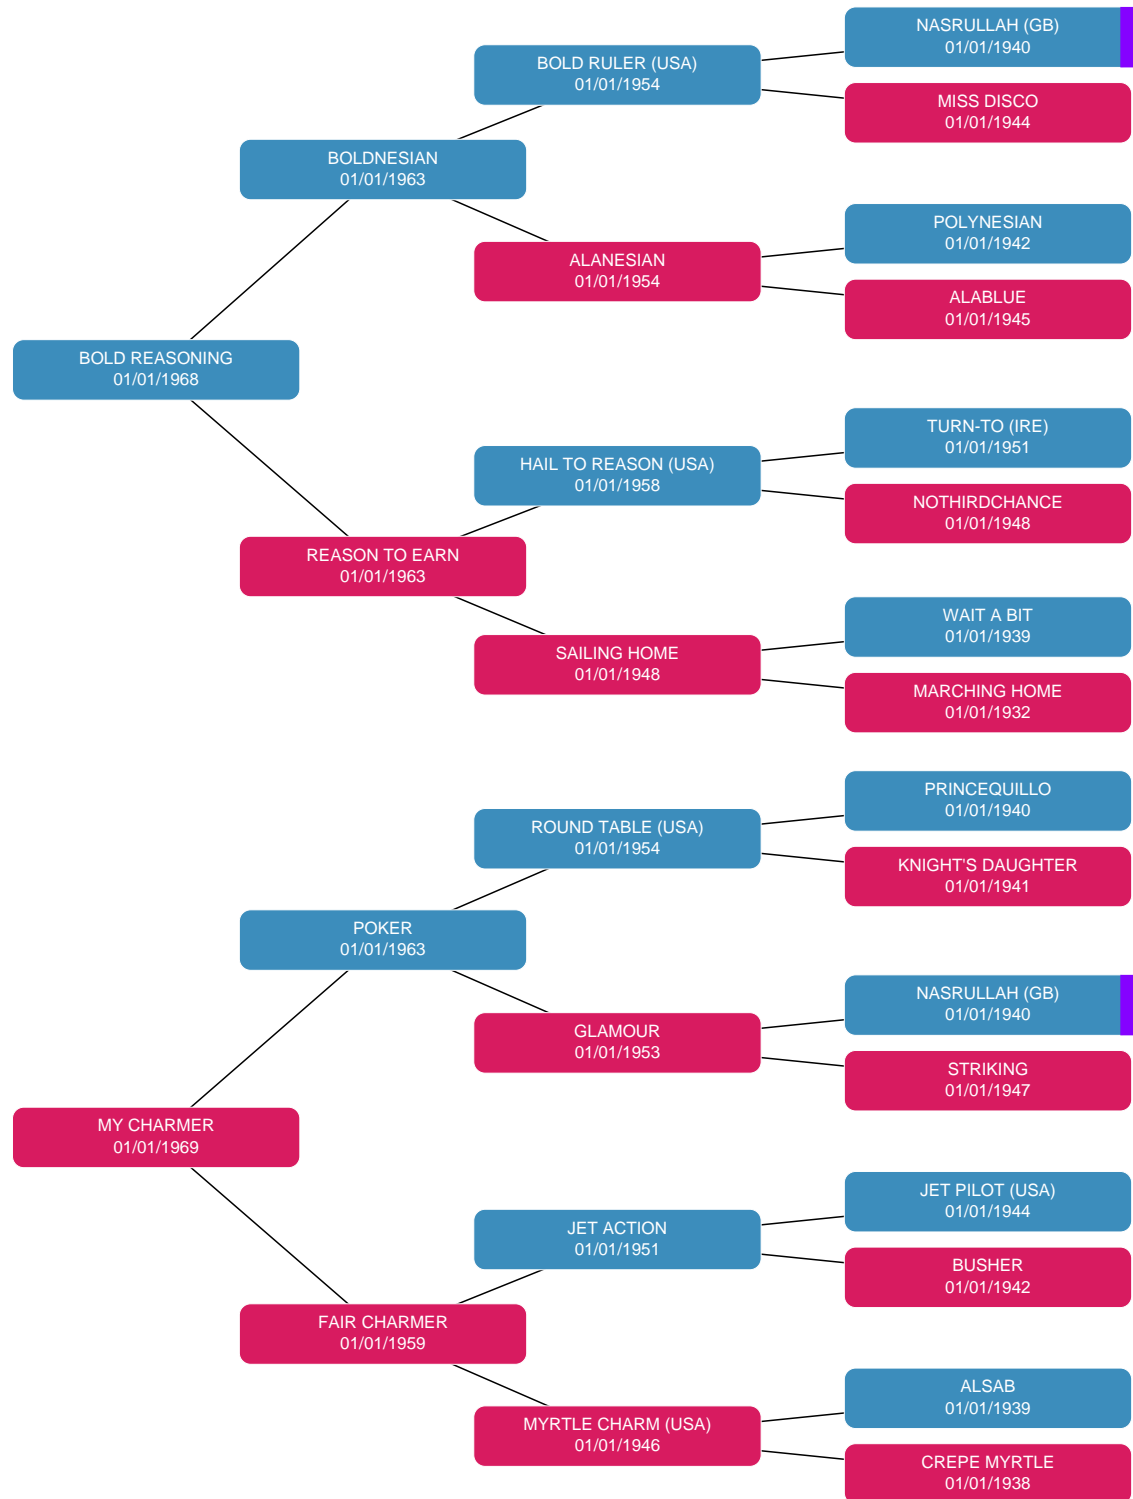 NASRULLAH (GB)
01/01/1940
BOLD RULER (USA)
01/01/1954
MISS DISCO
01/01/1944
BOLDNESIAN
01/01/1963
POLYNESIAN
01/01/1942
ALANESIAN
01/01/1954
ALABLUE
01/01/1945
BOLD REASONING
01/01/1968
TURN-TO (IRE)
01/01/1951
HAIL TO REASON (USA)
01/01/1958
NOTHIRDCHANCE
01/01/1948
REASON TO EARN
01/01/1963
WAIT A BIT
01/01/1939
SAILING HOME
01/01/1948
MARCHING HOME
01/01/1932
PRINCEQUILLO
01/01/1940
ROUND TABLE (USA)
01/01/1954
KNIGHT'S DAUGHTER
01/01/1941
POKER
01/01/1963
NASRULLAH (GB)
01/01/1940
GLAMOUR
01/01/1953
STRIKING
01/01/1947
MY CHARMER
01/01/1969
JET PILOT (USA)
01/01/1944
JET ACTION
01/01/1951
BUSHER
01/01/1942
FAIR CHARMER
01/01/1959
ALSAB
01/01/1939
MYRTLE CHARM (USA)
01/01/1946
CREPE MYRTLE
01/01/1938